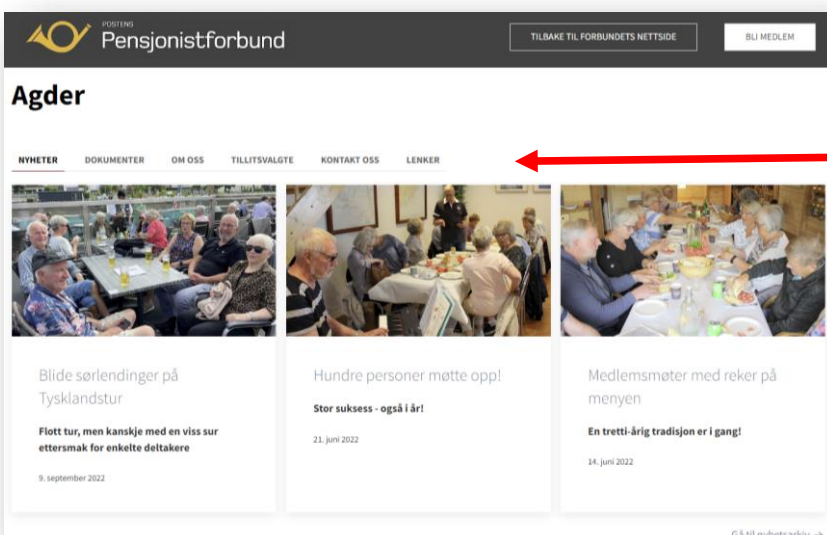 POSTENS
Pensjonistforbund
TILBAKE TIL FORBUNDETS NETTSIDE
BLI MEDLEM
Agder
NYHETER DOKUMENTER OM OSS TILLITSVALGTE KONTAKT OSS LENKER
Blide sørlendinger på
Tysklandstur
Flott tur, men kanskje med en viss sur
ettersmak for enkelte deltakere
9. september 2022
Hundre personer møtte opp!
Stor suksess - også i år!
21. juni 2022
Medlemsmøter med reker på
menyen
En tretti-årig tradisjon er i gang!
14. juni 2022
Gå til nyhetsarkiv →